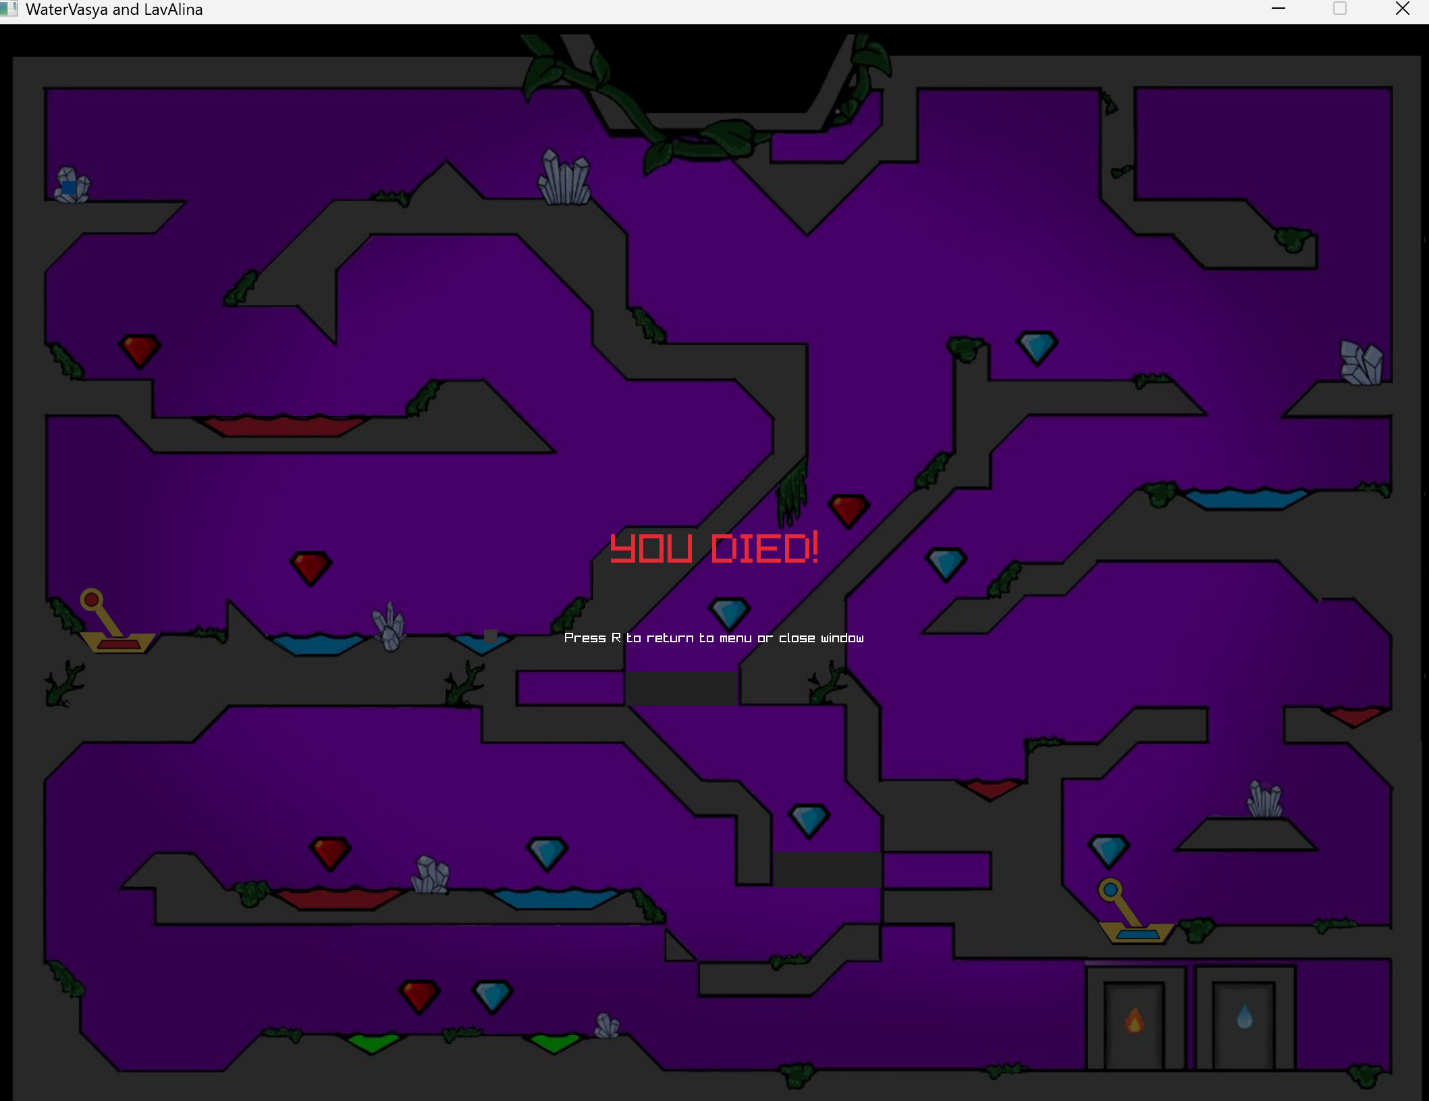 WaterVasya and LavAlina
YOU DIED!
Press R to return to menu or close window